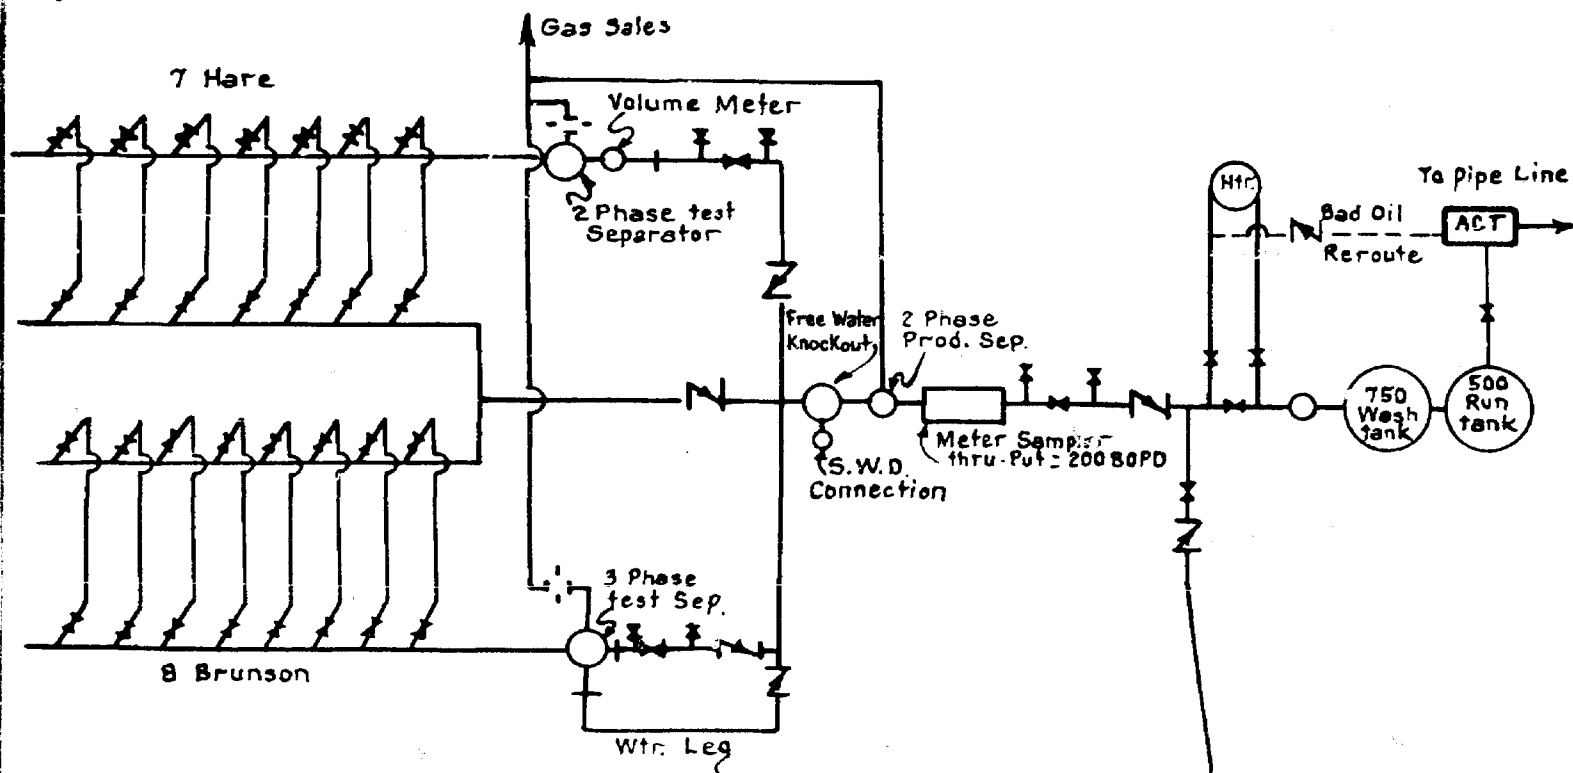 Gas Sales
7 Hare
Volume Meter
2 Phase test
Separator
Htr.
To pipe Line
Bad Oil
Reroute
ACT
Free Water
Knockout
2 Phase
Prod. Sep.
750
Wash
tank
500
Run
tank
Meter Sampler
thru-Put = 200 BOPD
S.W.D.
Connection
3 Phase
test Sep.
8 Brunson
Wtr. Leg